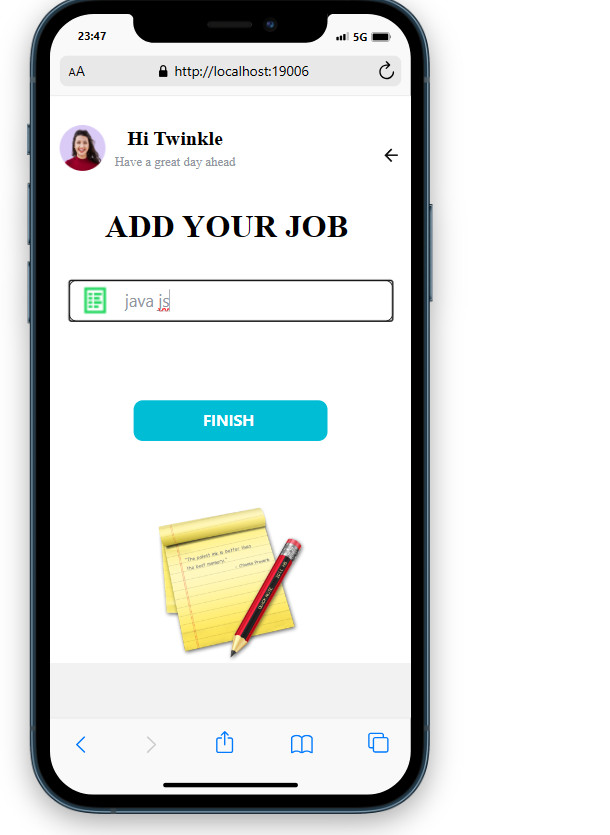 23:47
5G
AA
http://localhost:19006
Hi Twinkle
Have a great day ahead
ADD YOUR JOB
java js
FINISH
"The palest ink is better than
the best memory."
- Chinese Proverb